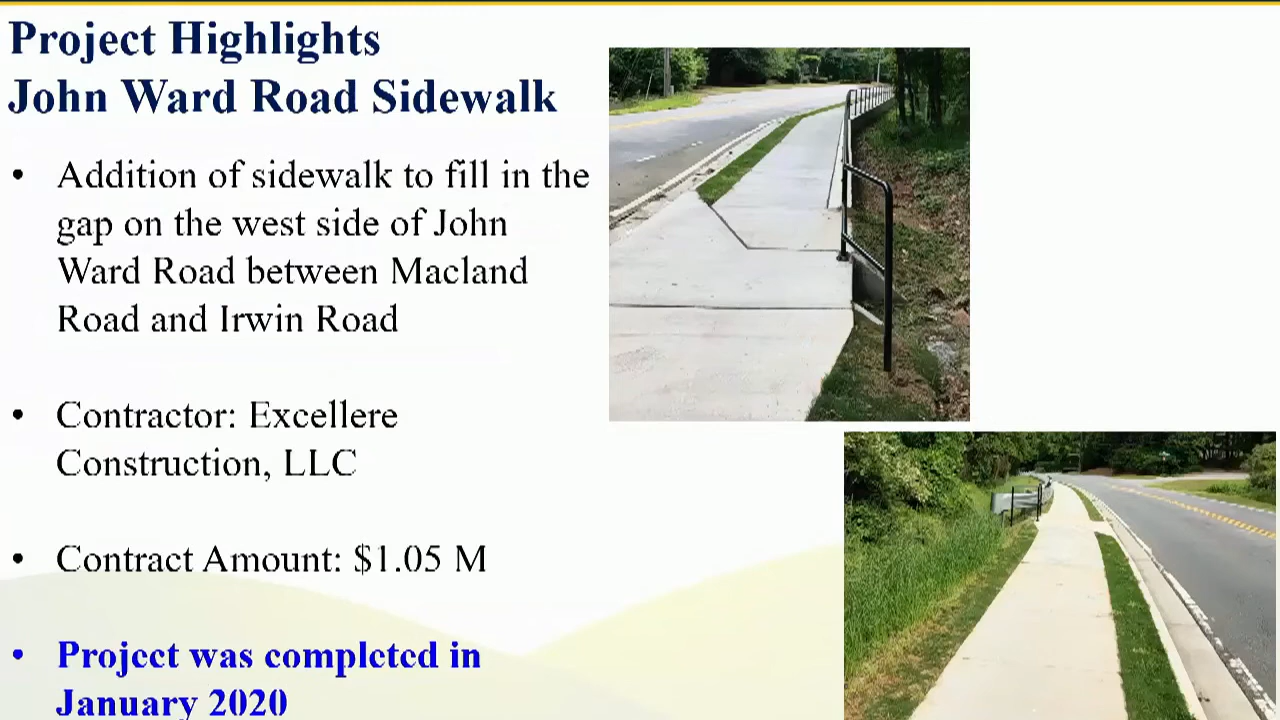 Project Highlights
John Ward Road Sidewalk
• Addition of sidewalk to fill in the
gap on the west side of John
Ward Road between Macland
Road and Irwin Road
• Contractor: Excellere
Construction, LLC
• Contract Amount: $1.05 M
• Project was completed in
January 2020